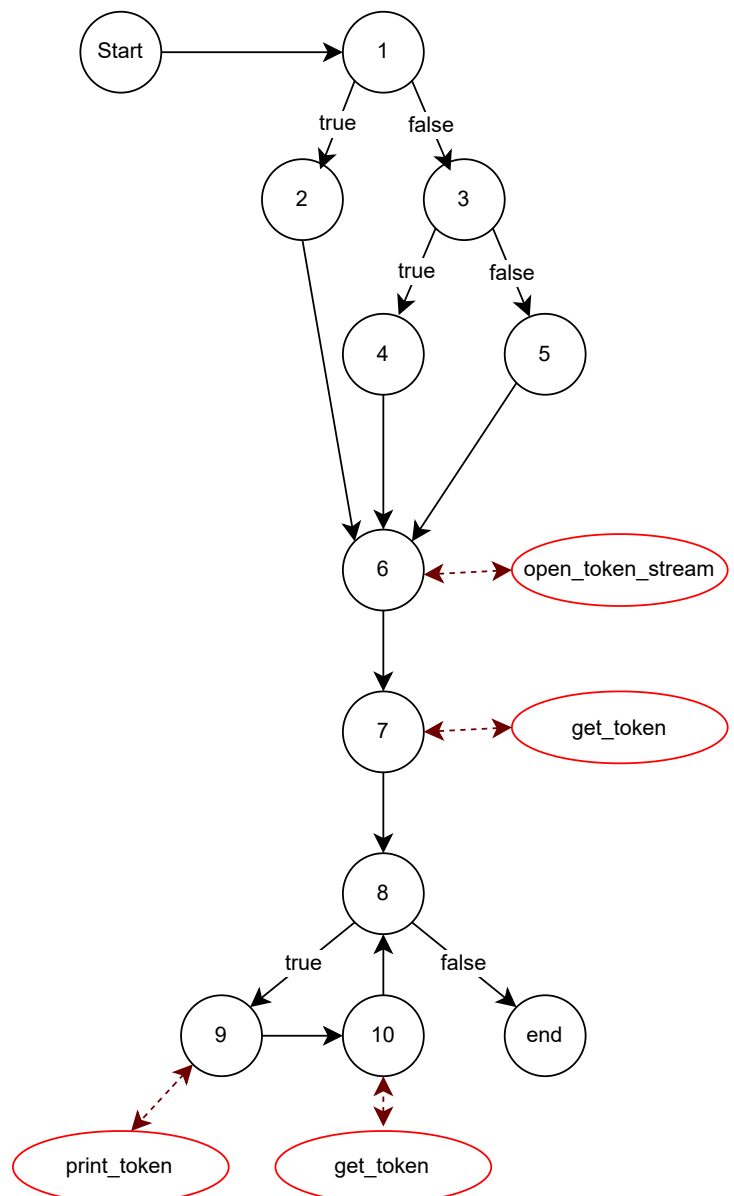 Start
1
true
false
2
3
true
false
4
5
6
open_token_stream
7
get_token
8
true
false
9
10
end
print_token
get_token